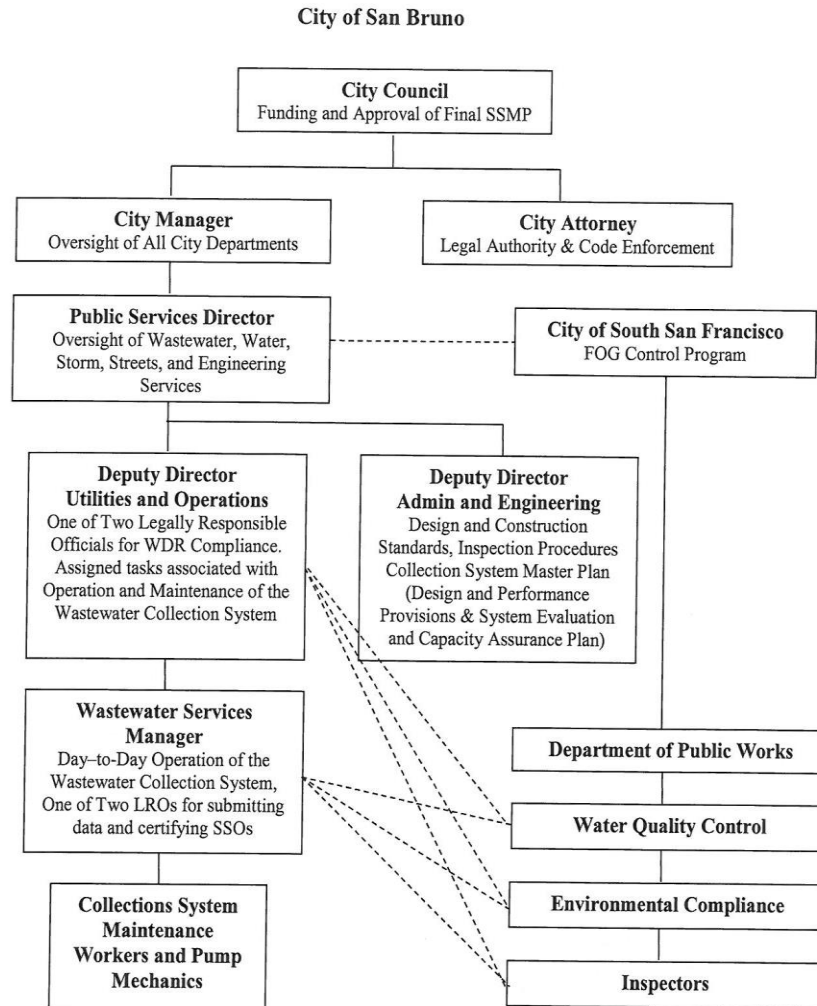 City of San Bruno
City Council
Funding and Approval of Final SSMP
City Manager
Oversight of All City Departments
City Attorney
Legal Authority & Code Enforcement
Public Services Director
Oversight of Wastewater, Water,
Storm, Streets, and Engineering
Services
City of South San Francisco
FOG Control Program
Deputy Director
Utilities and Operations
One of Two Legally Responsible
Officials for WDR Compliance.
Assigned tasks associated with
Operation and Maintenance of the
Wastewater Collection System
Deputy Director
Admin and Engineering
Design and Construction
Standards, Inspection Procedures
Collection System Master Plan
(Design and Performance
Provisions & System Evaluation
and Capacity Assurance Plan)
Wastewater Services
Manager
Day–to-Day Operation of the
Wastewater Collection System,
One of Two LROs for submitting
data and certifying SSOs
Department of Public Works
Water Quality Control
Environmental Compliance
Inspectors
Collections System
Maintenance
Workers and Pump
Mechanics